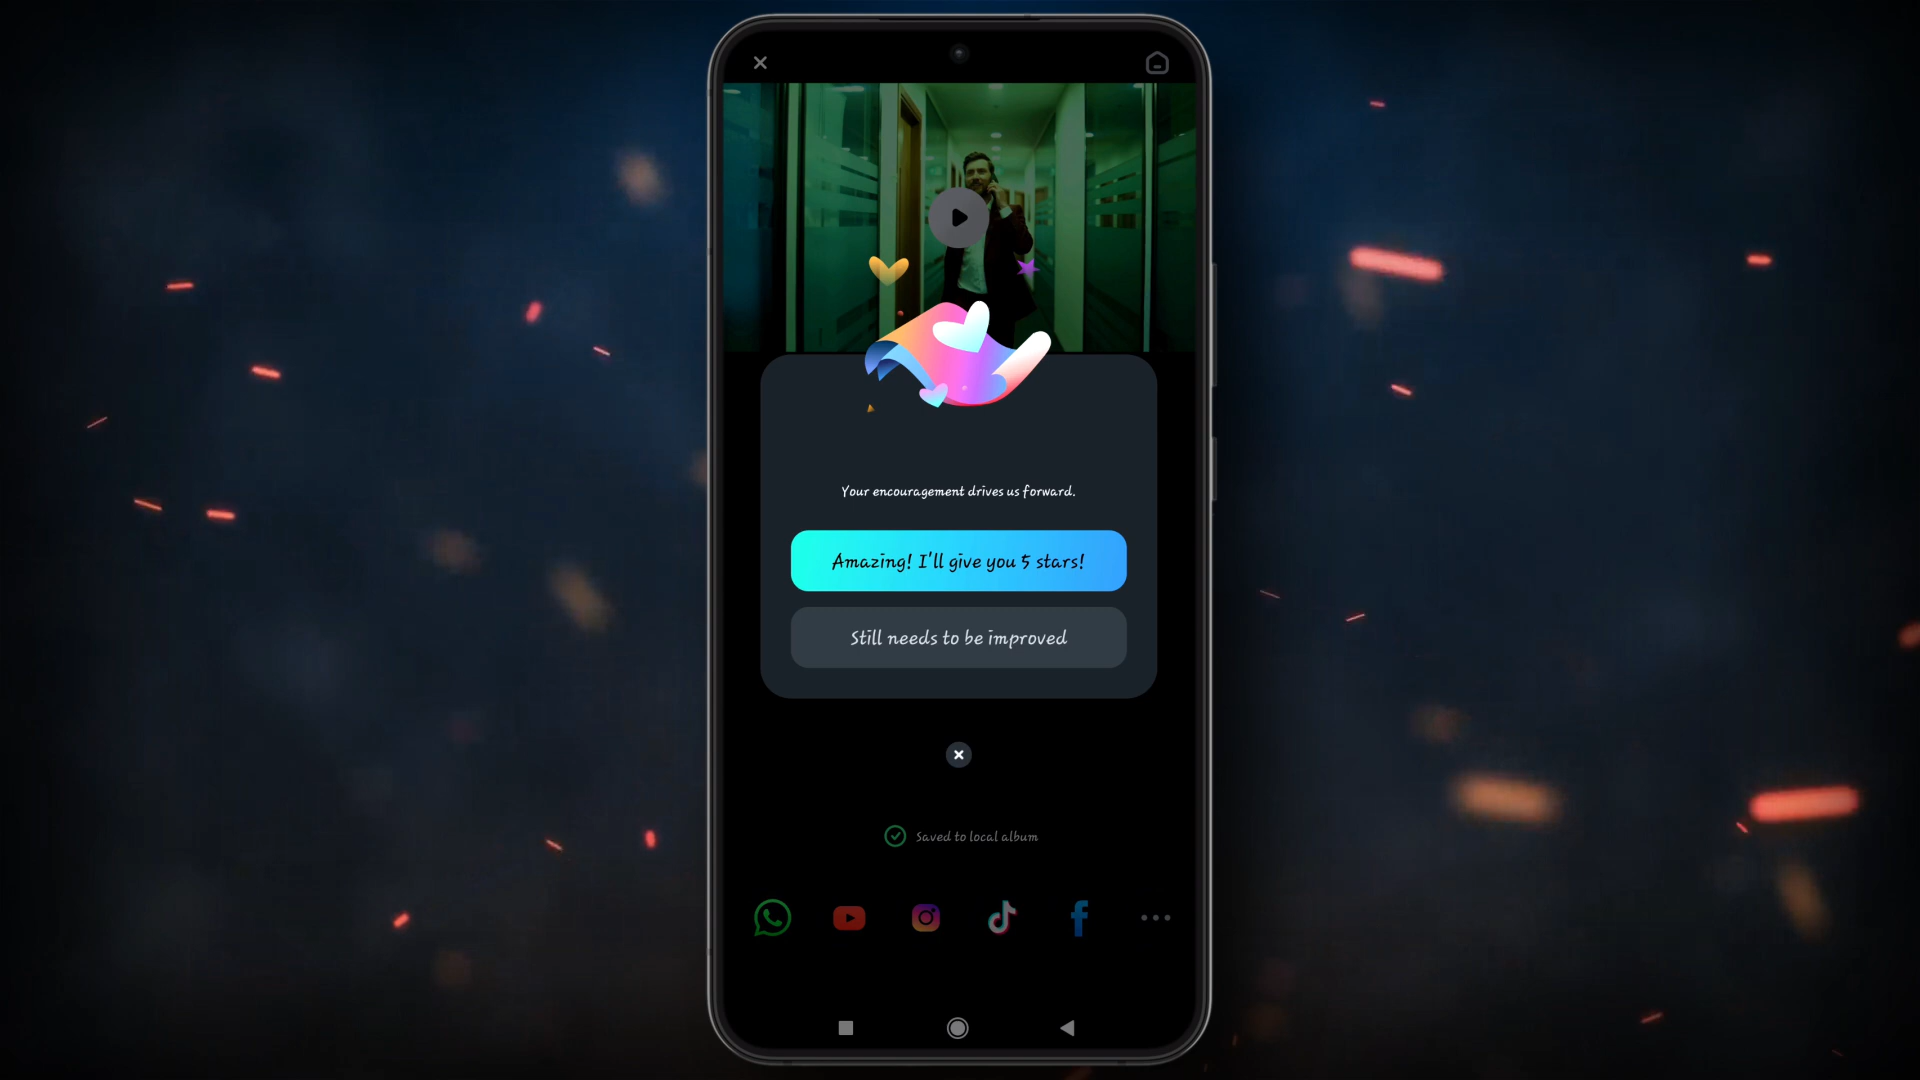 Your encouragement drives us forward.
Amazing! I'll give you 5 stars!
Still needs to be improved
Saved to local album